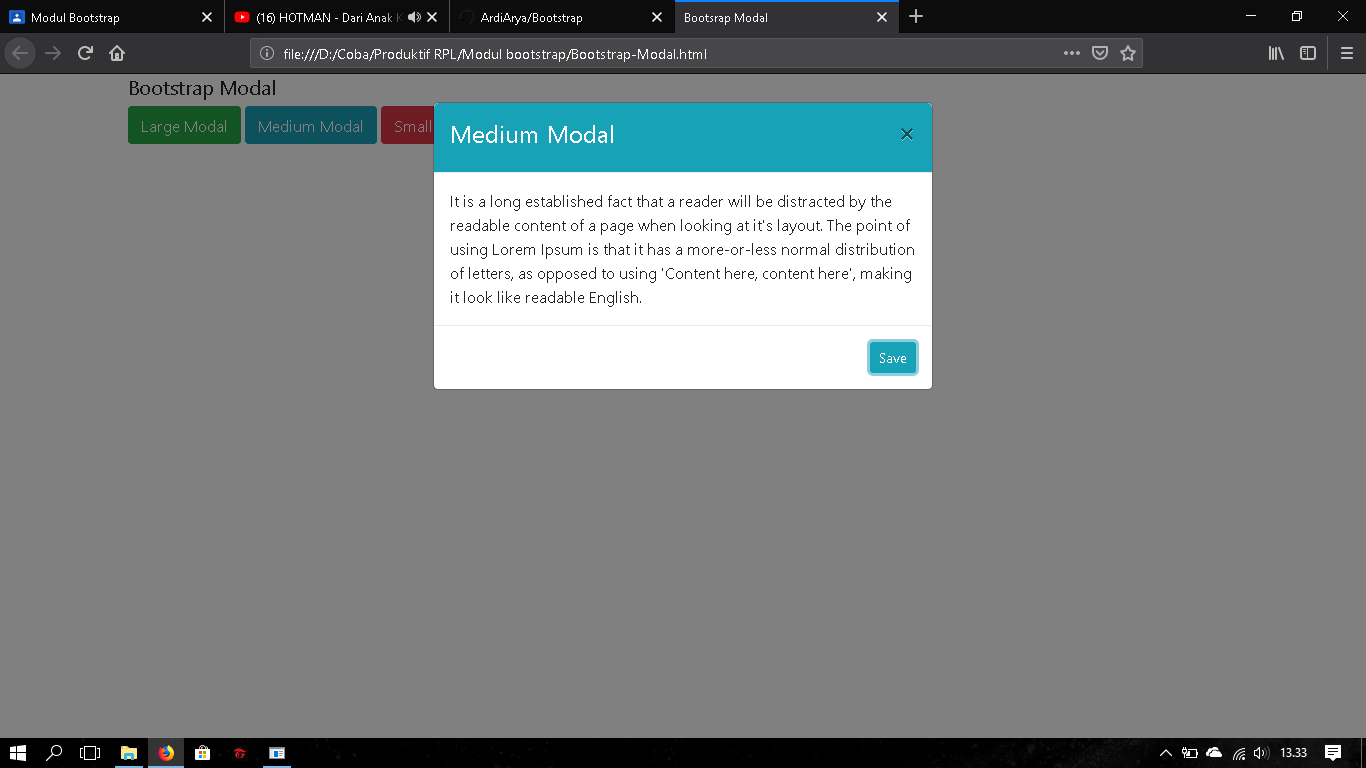 Modul Bootstrap
(16) HOTMAN - Dari Anak K
ArdiArya/Bootstrap
Bootsrap Modal
file:///D:/Coba/Produktif RPL/Modul bootstrap/Bootstrap-Modal.html
Bootstrap Modal
Large Modal
Medium Modal
Small
Medium Modal
It is a long established fact that a reader will be distracted by the
readable content of a page when looking at it's layout. The point of
using Lorem Ipsum is that it has a more-or-less normal distribution
of letters, as opposed to using 'Content here, content here', making
it look like readable English.
Save
13.33